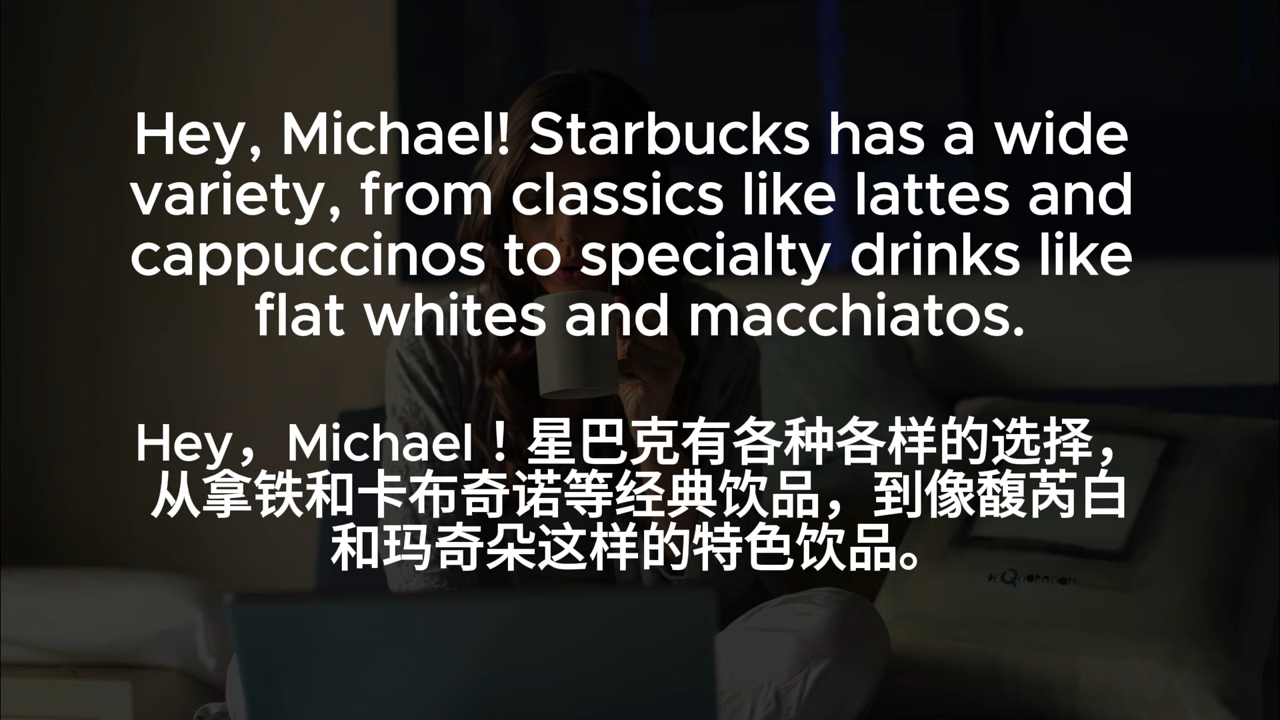 Hey, Michael! Starbucks has a wide
variety, from classics like lattes and
cappuccinos to specialty drinks like
flat whites and macchiatos.
Hey，Michael！星巴克有各种各样的选择，
从拿铁和卡布奇诺等经典饮品，到像馥芮白
和玛奇朵这样的特色饮品。